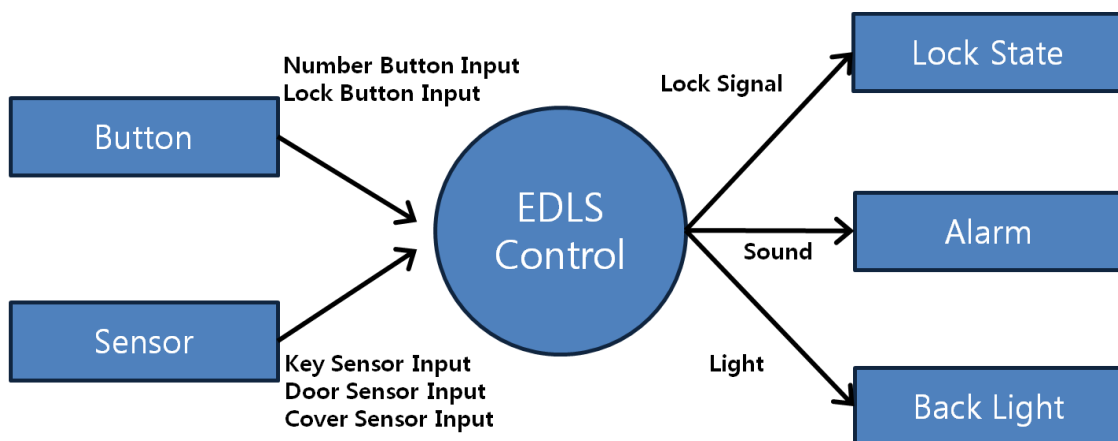 Number Button Input
Lock Button Input
Button
Sensor
Key Sensor Input
Door Sensor Input
Cover Sensor Input
EDLS
Control
Lock Signal
Sound
Light
Lock State
Alarm
Back Light